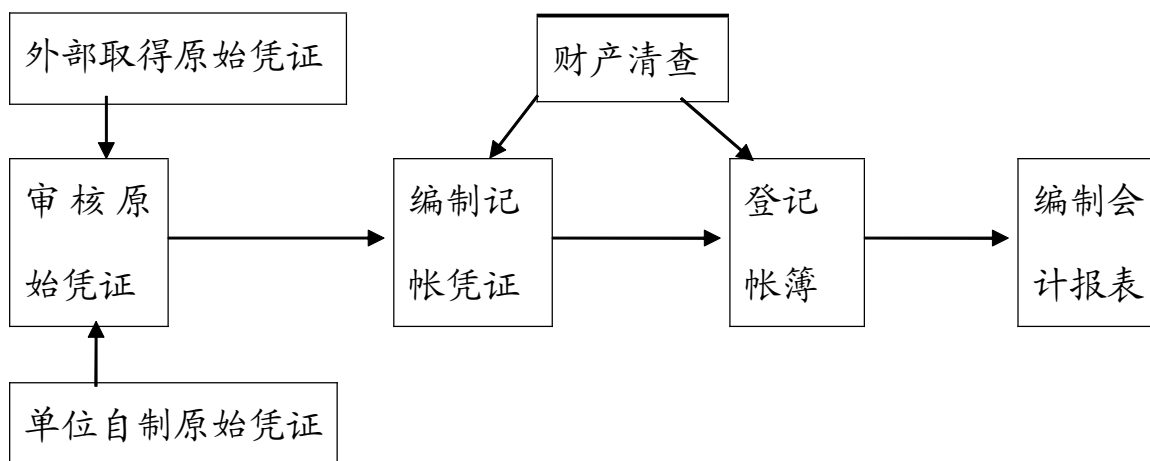 外部取得原始凭证
财产清查
审核原
始凭证
编制记
帐凭证
登记
帐簿
编制会
计报表
单位自制原始凭证